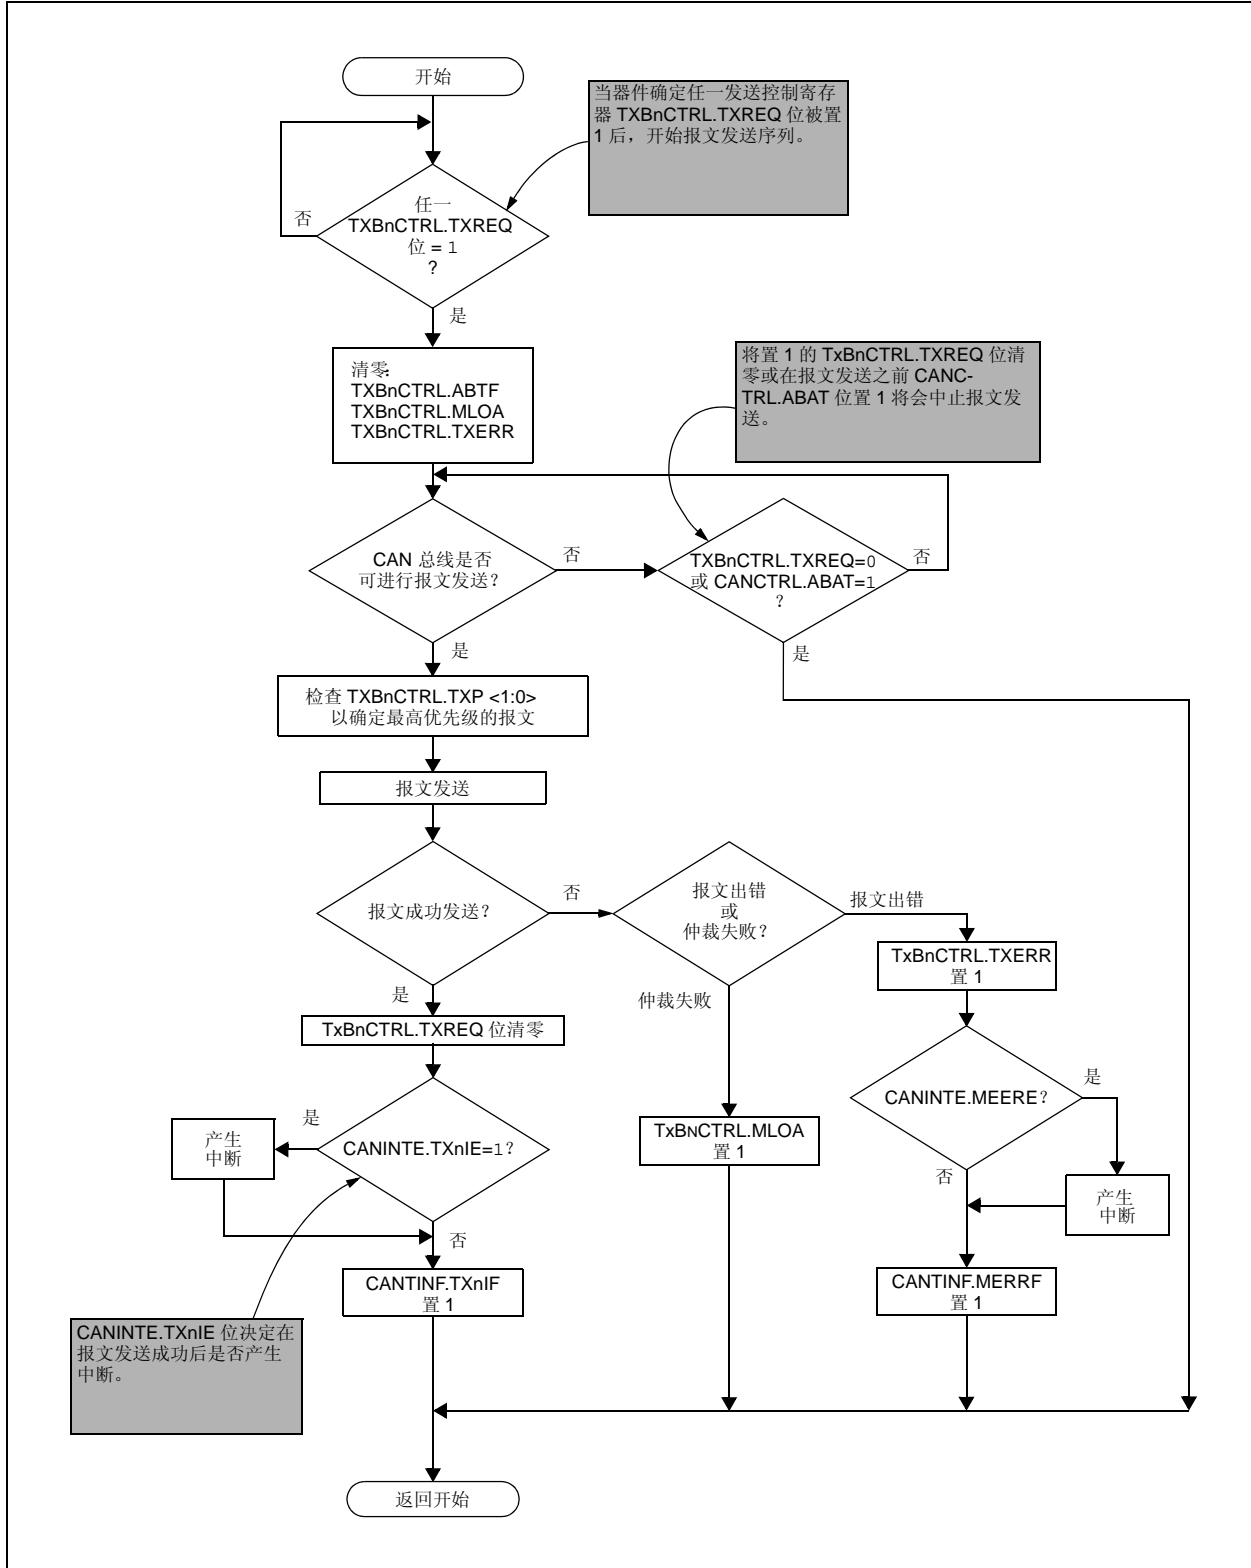 开始
当器件确定任一发送控制寄存
器 TXBnCTRL.TXREQ 位被置
1 后，开始报文发送序列。
任一
TXBnCTRL.TXREQ
位 = 1
?
否
是
清零:
TXBnCTRL.ABTF
TXBnCTRL.MLOA
TXBnCTRL.TXERR
将置 1 的 TxBnCTRL.TXREQ 位清
零或在报文发送之前 CANC-
TRL.ABAT 位置 1 将会中止报文发
送。
CAN 总线是否
可进行报文发送?
否
TXBnCTRL.TXREQ=0
或 CANCTRL.ABAT=1
?
否
是
是
检查 TXBnCTRL.TXP <1:0>
以确定最高优先级的报文
报文发送
报文成功发送?
否
报文出错
或
仲裁失败?
报文出错
TxBnCTRL.TXERR
置 1
是
仲裁失败
TxBnCTRL.TXREQ 位清零
CANINTE.MEERE?
是
CANINTE.TXnIE=1?
是
产生
中断
TxBNCTRL.MLOA
置 1
否
产生
中断
否
CANTINF.TXnIF
置 1
CANTINF.MERRF
置 1
CANINTE.TXnIE 位决定在
报文发送成功后是否产生
中断。
返回开始